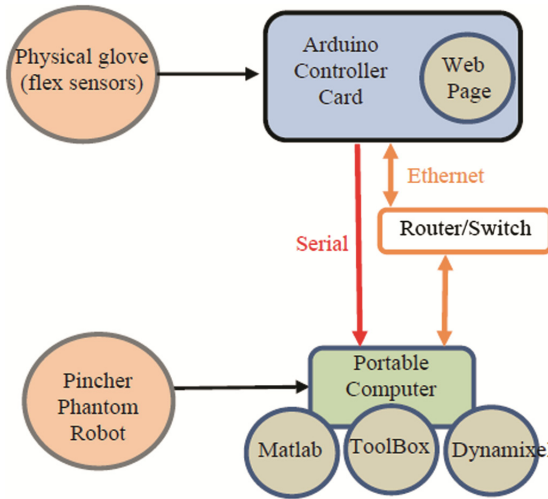 Physical glove
(flex sensors)
Arduino
Controller
Card
Web
Page
Ethernet
Router/Switch
Serial
Portable
Computer
Pincher
Phantom
Robot
Matlab
ToolBox
Dynamixel